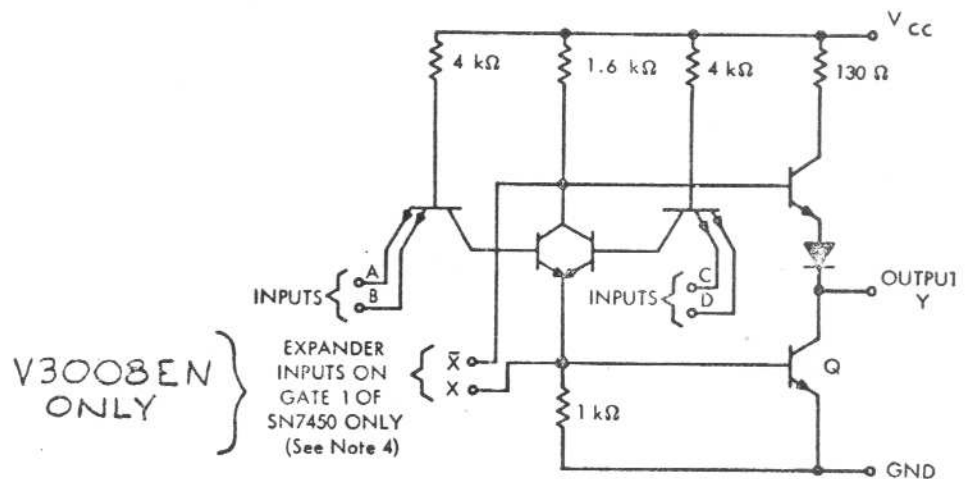 V CC
4 kΩ
1.6 kΩ
4 kΩ
130 Ω
INPUTS
A
B
INPUTS
C
D
OUTPUT
Y
EXPANDER
INPUTS ON
GATE 1 OF
SN7450 ONLY
(See Note 4)
X̄
X
V3008EN
ONLY
1 kΩ
Q
GND